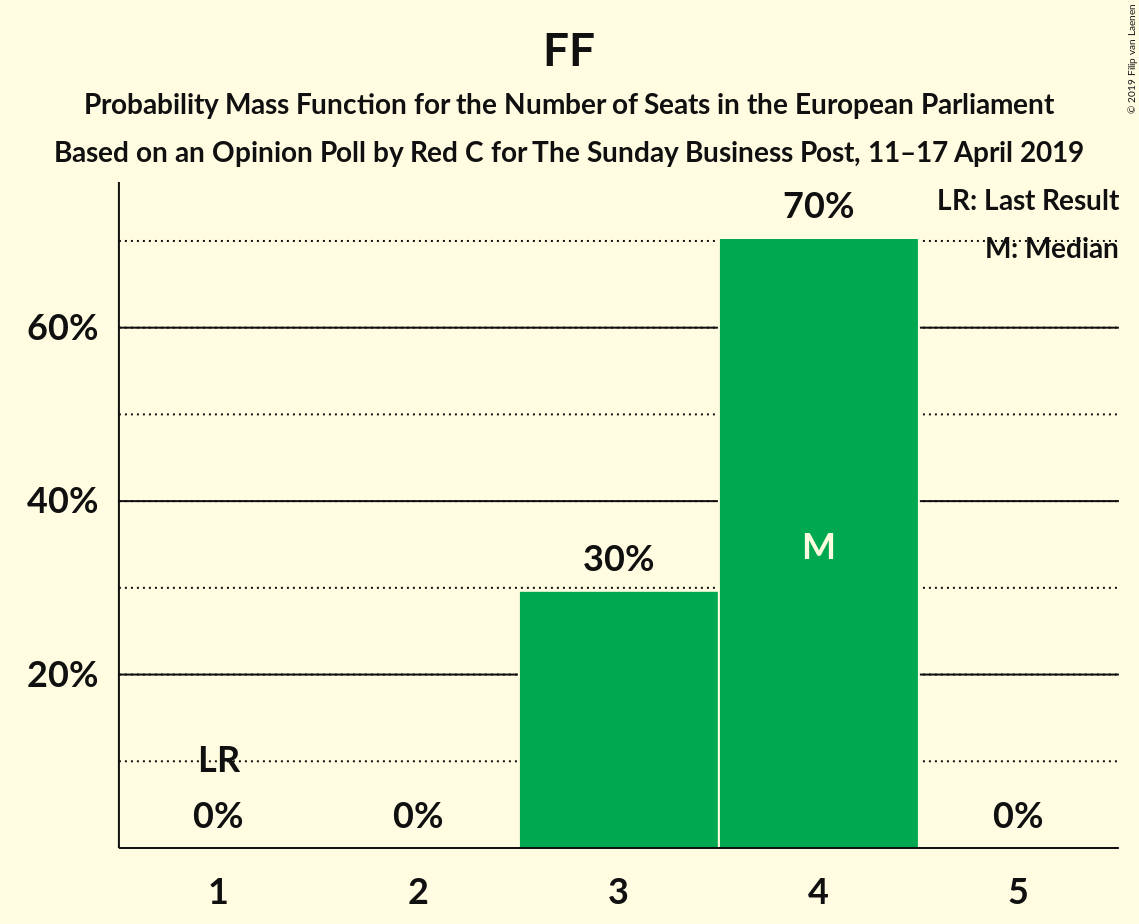 FF
Probability Mass Function for the Number of Seats in the European Parliament
Based on an Opinion Poll by Red C for The Sunday Business Post, 11–17 April 2019
© 2019 Filip van Laenen
LR: Last Result
M: Median
70%
60%
40%
30%
M
20%
LR
0%
0%
0%
1
2
3
4
5